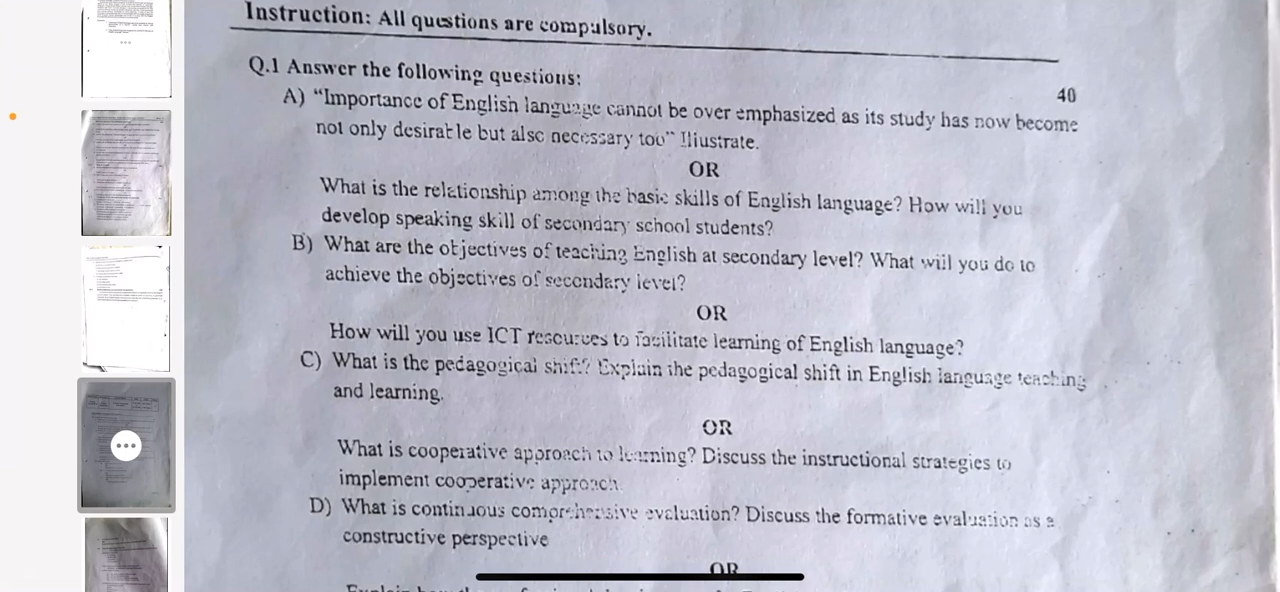 Instruction: All questions are compulsory.
Q.1 Answer the following questions:
40
A) "Importance of English language cannot be over emphasized as its study has now become
not only desirable but also necessary too" Illustrate.
OR
What is the relationship among the basic skills of English language? How will you
develop speaking skill of secondary school students?
B) What are the objectives of teaching English at secondary level? What will you do to
achieve the objectives of secondary level?
OR
How will you use ICT resources to facilitate learning of English language?
C) What is the pedagogical shift? Explain the pedagogical shift in English language teaching
and learning.
OR
What is cooperative approach to learning? Discuss the instructional strategies to
implement cooperative approach.
D) What is continuous comprehensive evaluation? Discuss the formative evaluation as a
constructive perspective
OR